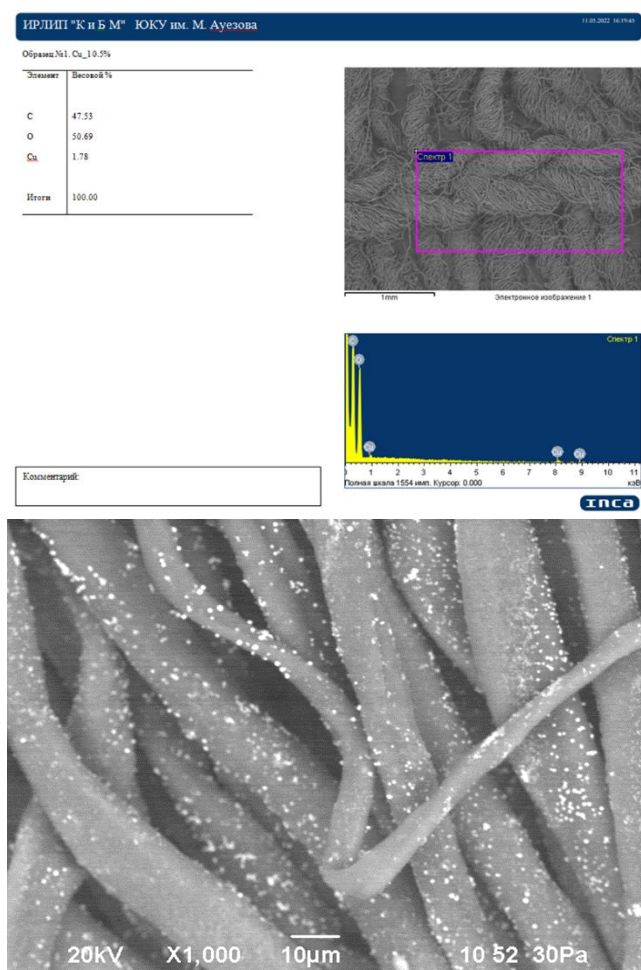 ИРЛИП "К и Б М" ЮКУ им. М. Ауезова
11.03.2022 16:19:43
Образец №1. Cu_10.5%
Элемент Весовой %
C 47.53
O 50.69
Cu 1.78
Итоги 100.00
Спектр 1
1mm Электронное изображение 1
Спектр 1
C
O
Cu Cu Cu
0 1 2 3 4 5 6 7 8 9 10 11
Полная шкала 1554 имп. Курсор: 0.000 кэВ
Комментарий:
INCA
20kV X1,000 10µm 10 52 30Pa